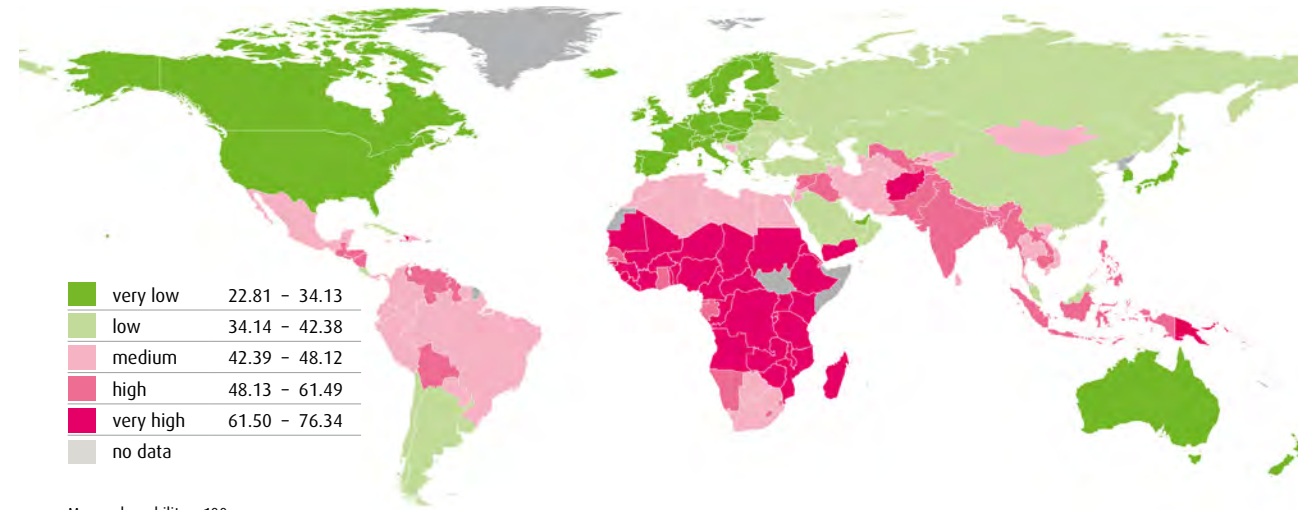 very low 22.81 – 34.13
low 34.14 – 42.38
medium 42.39 – 48.12
high 48.13 – 61.49
very high 61.50 – 76.34
no data